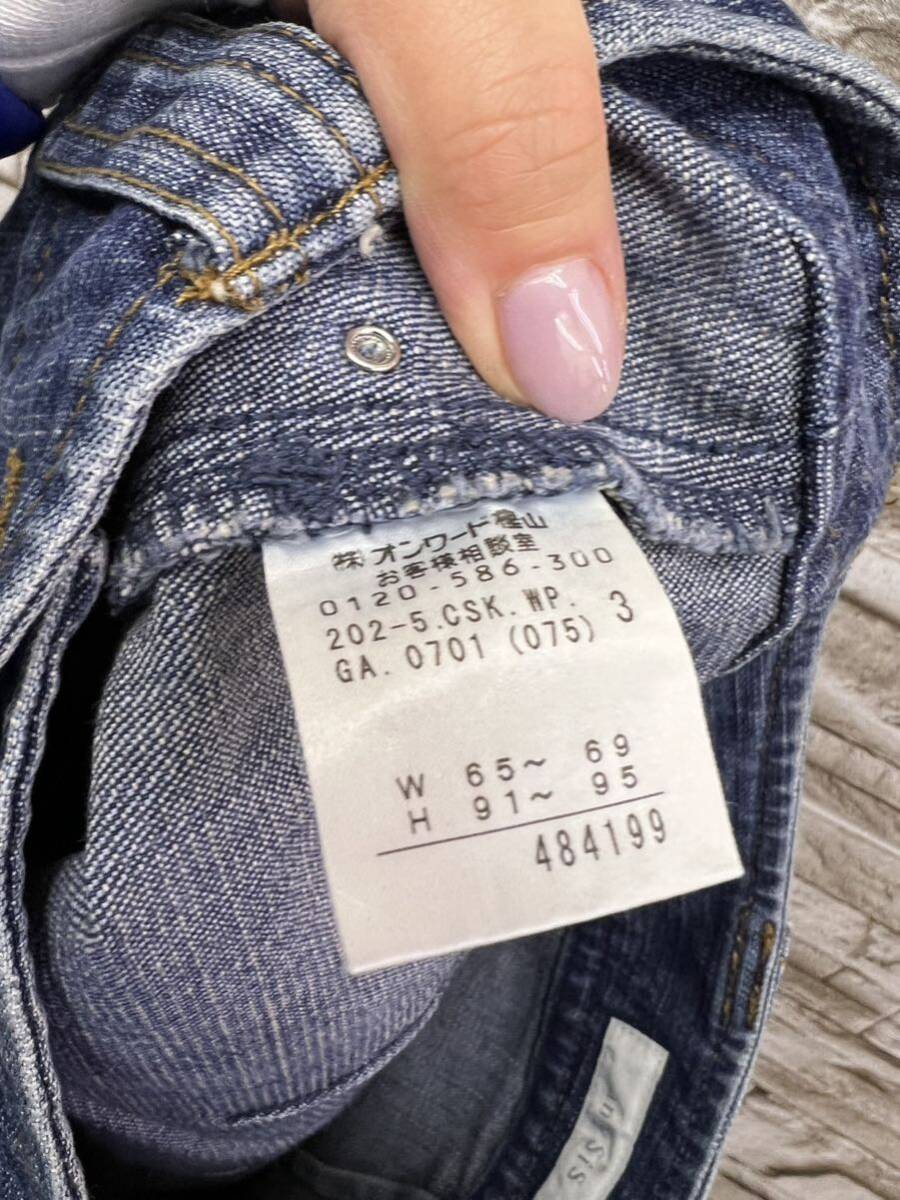 ㈱オンワード樫山
お客様相談室
0120-586-300
202-5.CSK.WP. 3
GA. 0701 (075)
W 65~ 69
H 91~ 95
484199